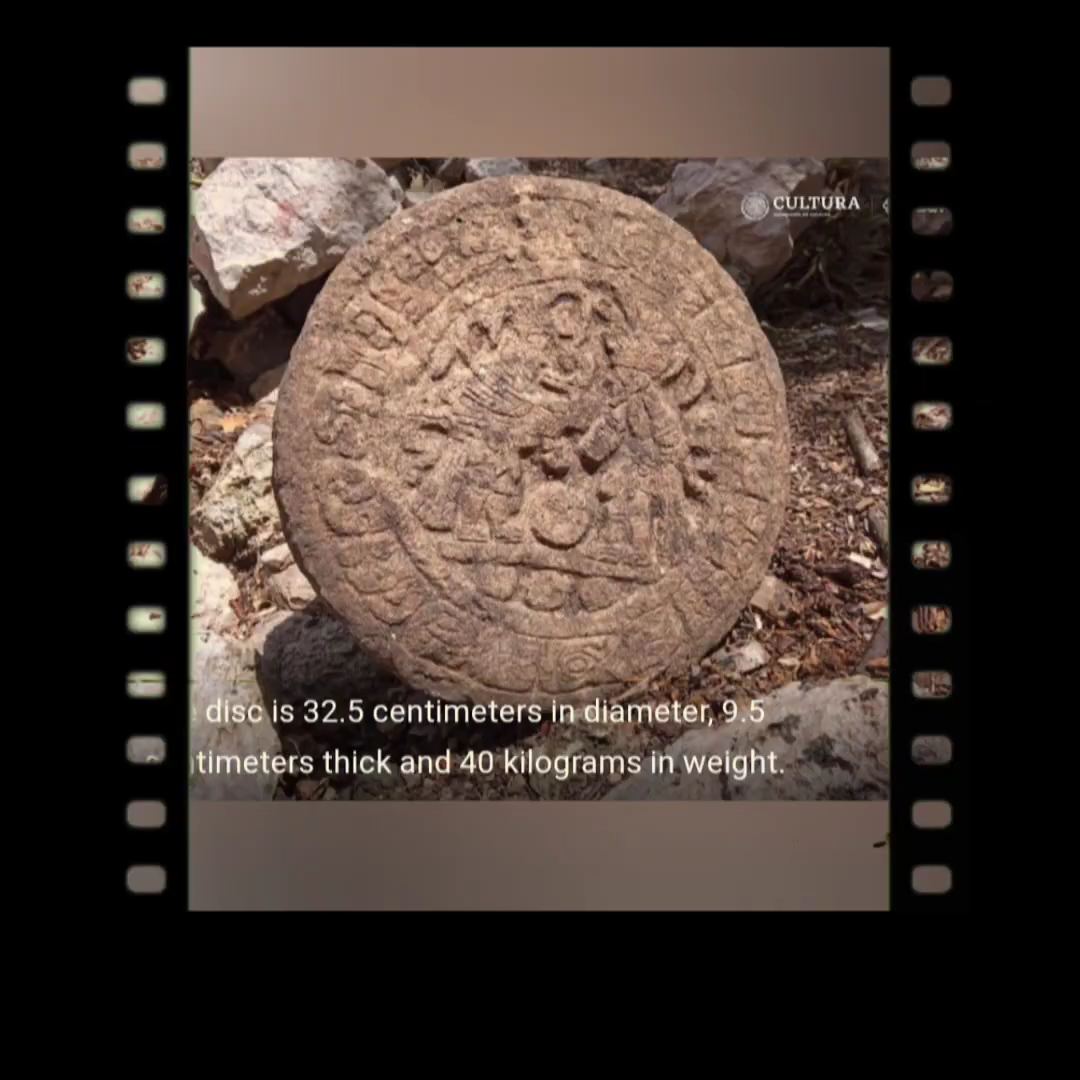 CULTURA
disc is 32.5 centimeters in diameter, 9.5
timeters thick and 40 kilograms in weight.